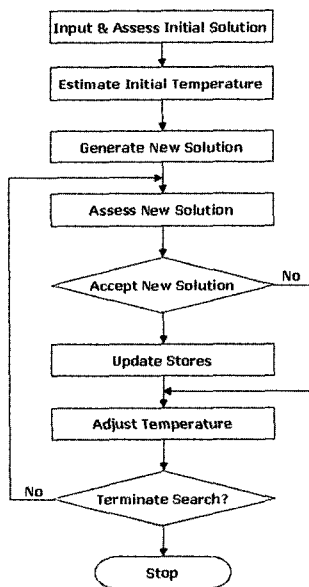 Input & Assess Initial Solution
Estimate Initial Temperature
Generate New Solution
Assess New Solution
Accept New Solution
No
Update Stores
Adjust Temperature
No
Terminate Search?
Stop